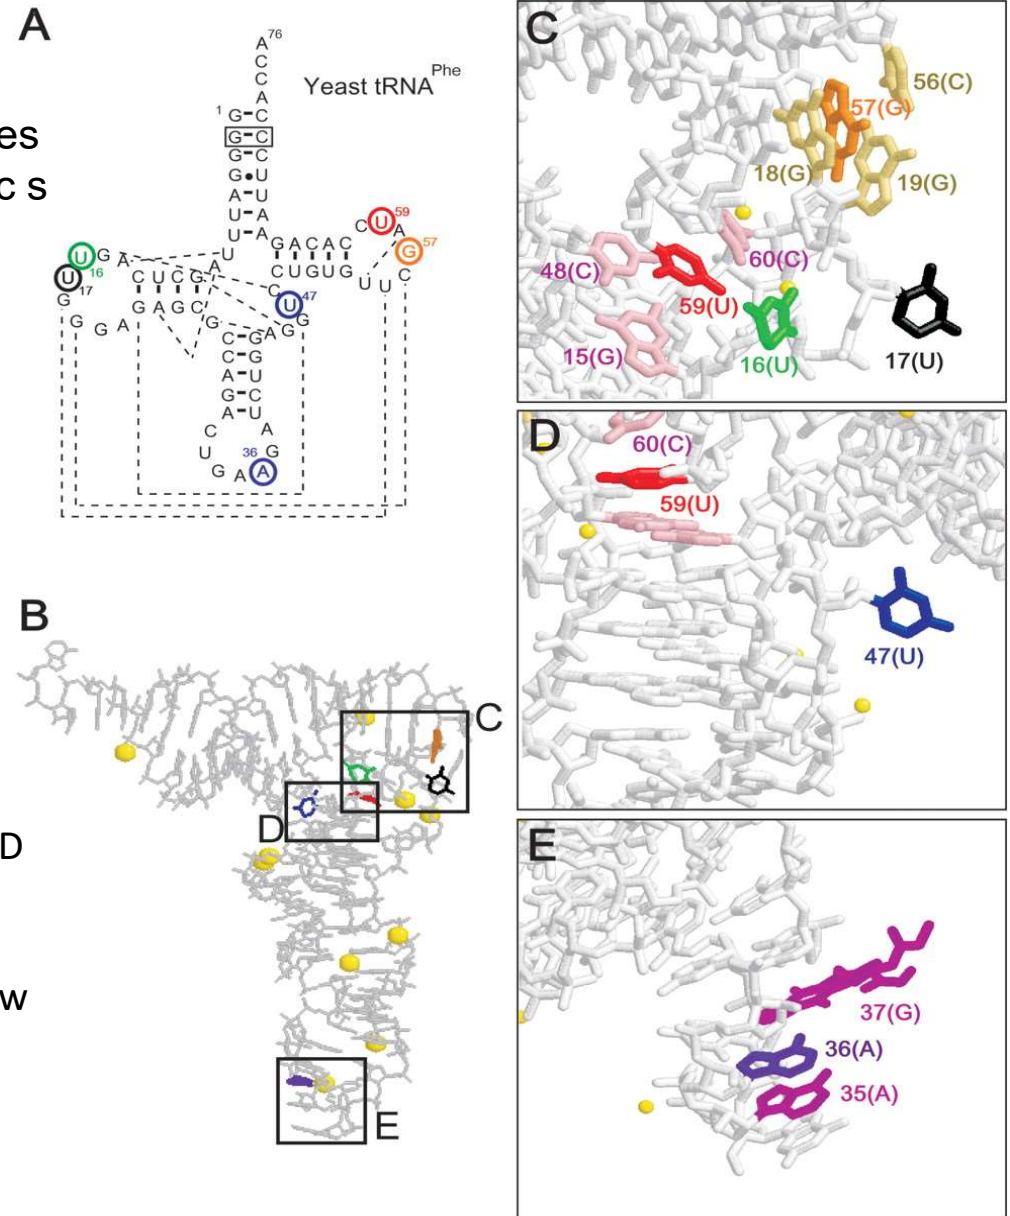 A
Yeast tRNA^Phe
es
c s
D
w
A 76
C
C
A
1 G C
G C
G C
G U
A U
U A
U A
U A
G A C A C
C U G U G
C U 59 A
G 57
C
U U
U 16 G A
U 17
G
G
G A
C U C G
G A G C
A
G
C
U 47
G
G
A
C G
C G
A U
G C
A U
C A
U G
G A A 36
B
C
D
E
C
56(C)
57(G)
18(G)
19(G)
48(C)
60(C)
59(U)
15(G)
16(U)
17(U)
D
60(C)
59(U)
47(U)
E
37(G)
36(A)
35(A)